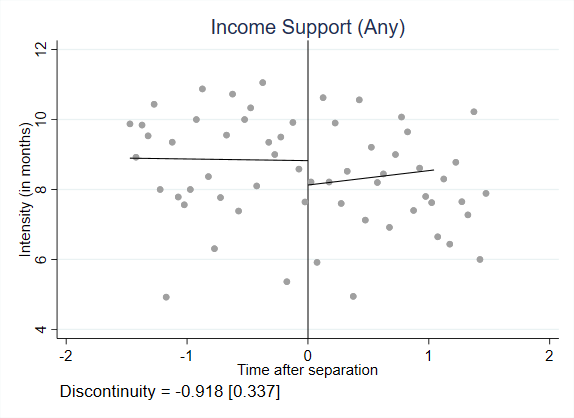 Income Support (Any)
Intensity (in months)
12
10
8
6
4
-2 -1 0 1 2
Time after separation
Discontinuity = -0.918 [0.337]